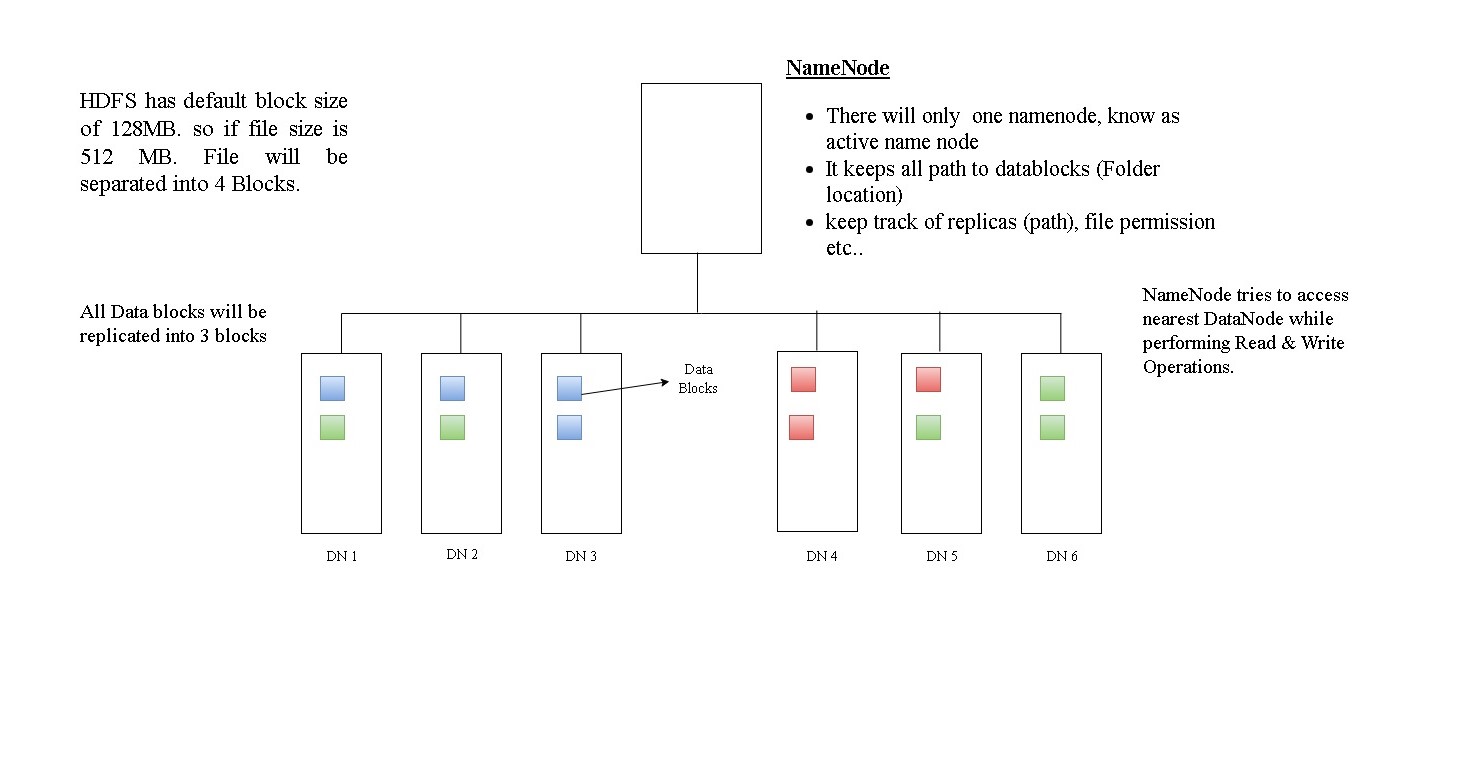 HDFS has default block size
of 128MB. so if file size is
512 MB. File will be
separated into 4 Blocks.
NameNode
• There will only one namenode, know as
active name node
• It keeps all path to datablocks (Folder
location)
• keep track of replicas (path), file permission
etc..
All Data blocks will be
replicated into 3 blocks
NameNode tries to access
nearest DataNode while
performing Read & Write
Operations.
Data
Blocks
DN 1
DN 2
DN 3
DN 4
DN 5
DN 6